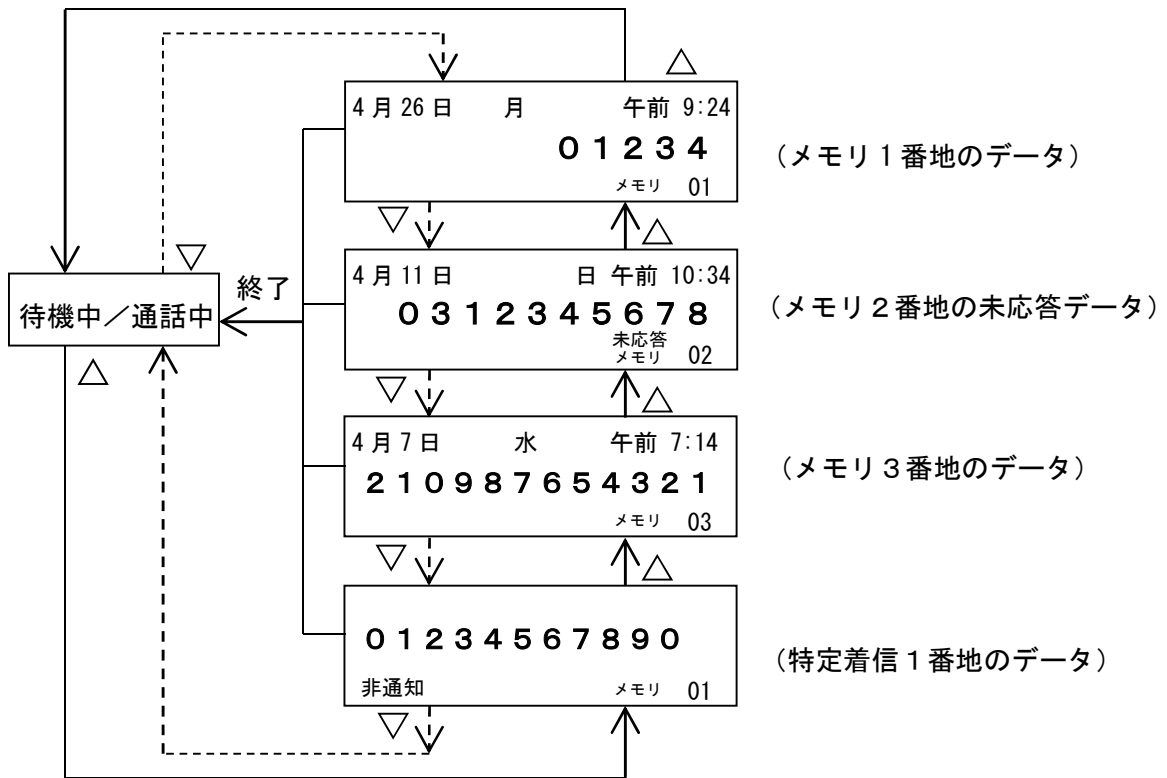 △
4月26日 月 午前 9:24
01234
メモリ 01
(メモリ1番地のデータ)
▽
△
▽
4月11日 日 午前 10:34
0312345678
未応答
メモリ 02
(メモリ2番地の未応答データ)
終了
待機中/通話中
△
▽
△
4月7日 水 午前 7:14
210987654321
メモリ 03
(メモリ3番地のデータ)
▽
△
01234567890
非通知 メモリ 01
(特定着信1番地のデータ)
▽